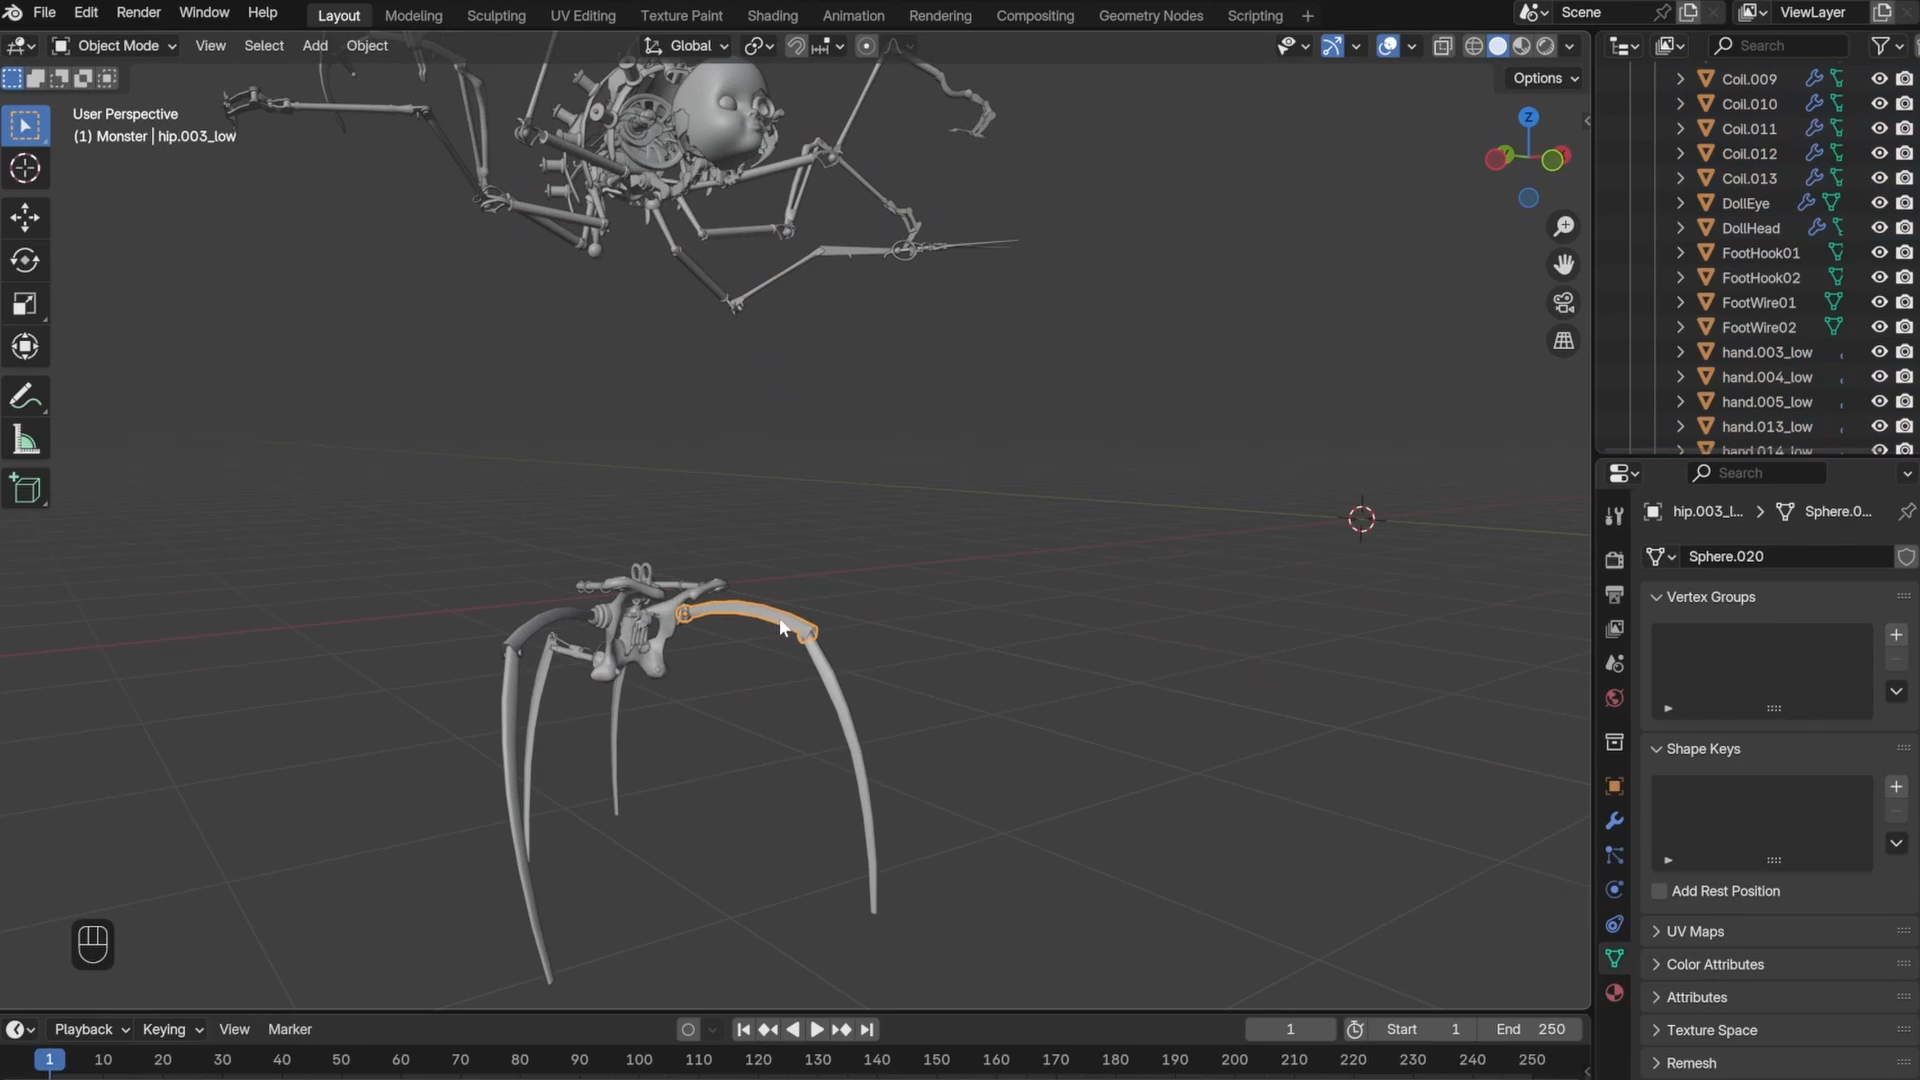 File Edit Render Window Help Layout Modeling Sculpting UV Editing Texture Paint Shading Animation Rendering Compositing Geometry Nodes Scripting + Scene ViewLayer
Object Mode View Select Add Object Global Search
Options
User Perspective
(1) Monster | hip.003_low
Z
Coil.009
Coil.010
Coil.011
Coil.012
Coil.013
DollEye
DollHead
FootHook01
FootHook02
FootWire01
FootWire02
hand.003_low
hand.004_low
hand.005_low
hand.013_low
hand.014_low
Search
hip.003_l... > Sphere.0...
Sphere.020
Vertex Groups
Shape Keys
Add Rest Position
UV Maps
Color Attributes
Attributes
Texture Space
Remesh
Playback Keying View Marker 1 Start 1 End 250
1 10 20 30 40 50 60 70 80 90 100 110 120 130 140 150 160 170 180 190 200 210 220 230 240 250